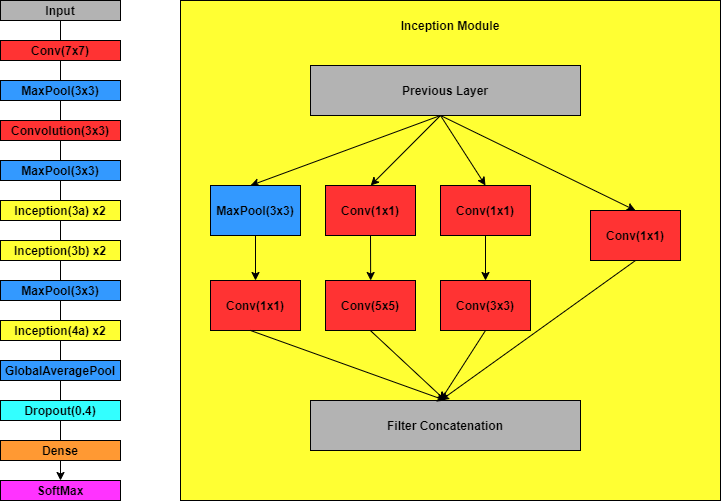 Input
Conv(7x7)
MaxPool(3x3)
Convolution(3x3)
MaxPool(3x3)
Inception(3a) x2
Inception(3b) x2
MaxPool(3x3)
Inception(4a) x2
GlobalAveragePool
Dropout(0.4)
Dense
SoftMax
Inception Module
Previous Layer
MaxPool(3x3)
Conv(1x1)
Conv(1x1)
Conv(1x1)
Conv(1x1)
Conv(5x5)
Conv(3x3)
Filter Concatenation